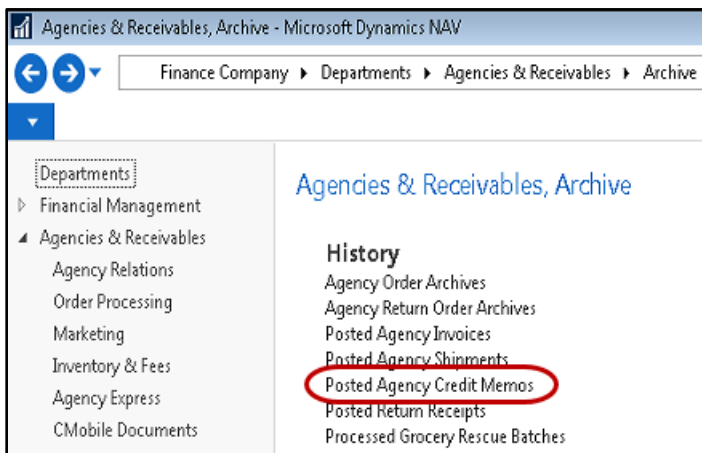 Agencies & Receivables, Archive - Microsoft Dynamics NAV
Finance Company Departments Agencies & Receivables Archive
Departments
Financial Management
Agencies & Receivables
Agency Relations
Order Processing
Marketing
Inventory & Fees
Agency Express
CMobile Documents
Agencies & Receivables, Archive
History
Agency Order Archives
Agency Return Order Archives
Posted Agency Invoices
Posted Agency Shipments
Posted Agency Credit Memos
Posted Return Receipts
Processed Grocery Rescue Batches